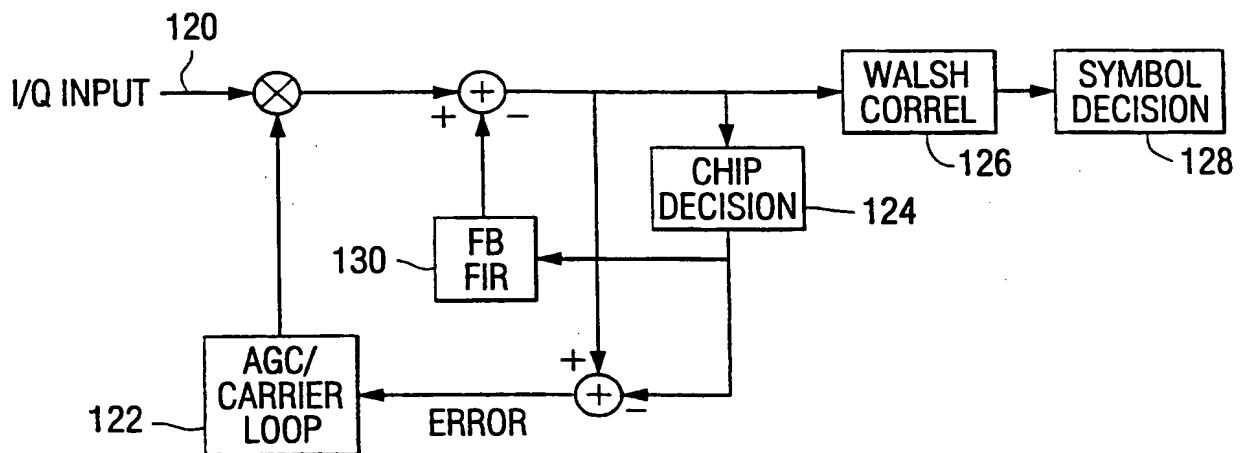 120
I/Q INPUT
+ −
WALSH
CORREL
126
SYMBOL
DECISION
128
CHIP
DECISION
124
FB
FIR
130
+
−
AGC/
CARRIER
LOOP
122
ERROR